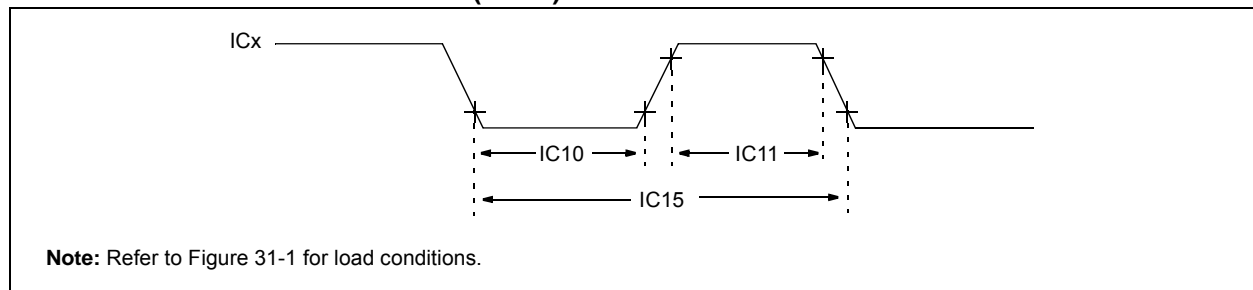 ICx
IC10
IC11
IC15
Note: Refer to Figure 31-1 for load conditions.